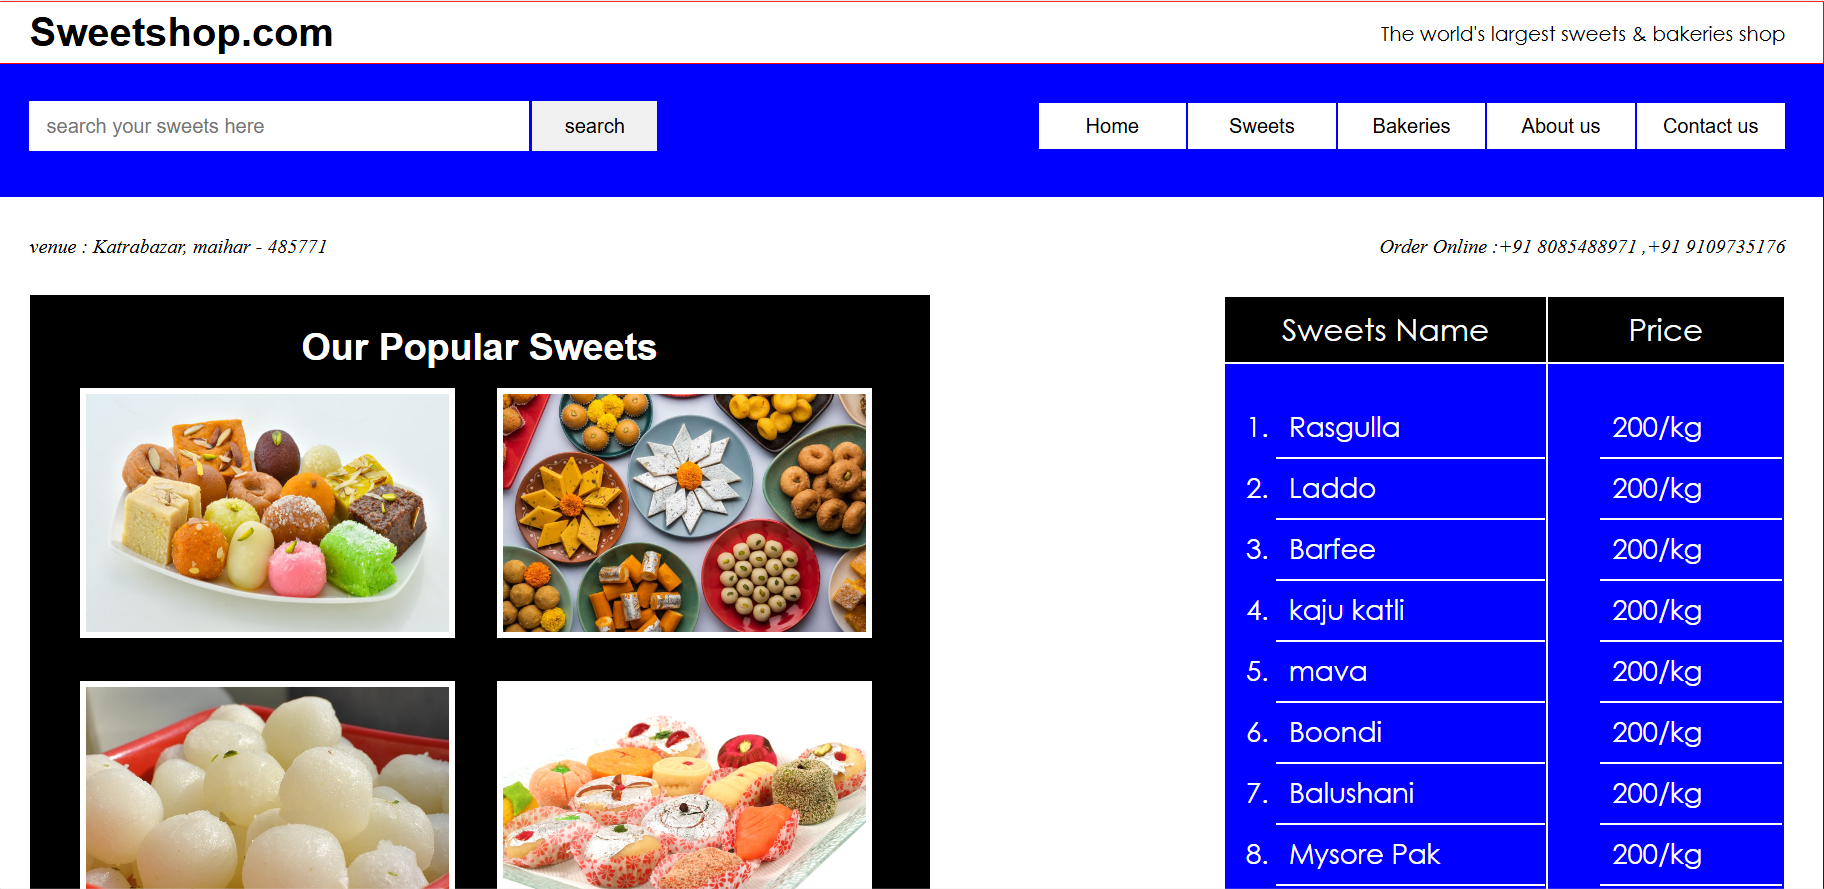 Sweetshop.com
The world's largest sweets & bakeries shop
search your sweets here
search
Home
Sweets
Bakeries
About us
Contact us
venue : Katrabazar, maihar - 485771
Order Online :+91 8085488971 ,+91 9109735176
Our Popular Sweets
Sweets Name Price
1. Rasgulla 200/kg
2. Laddo 200/kg
3. Barfee 200/kg
4. kaju katli 200/kg
5. mava 200/kg
6. Boondi 200/kg
7. Balushani 200/kg
8. Mysore Pak 200/kg